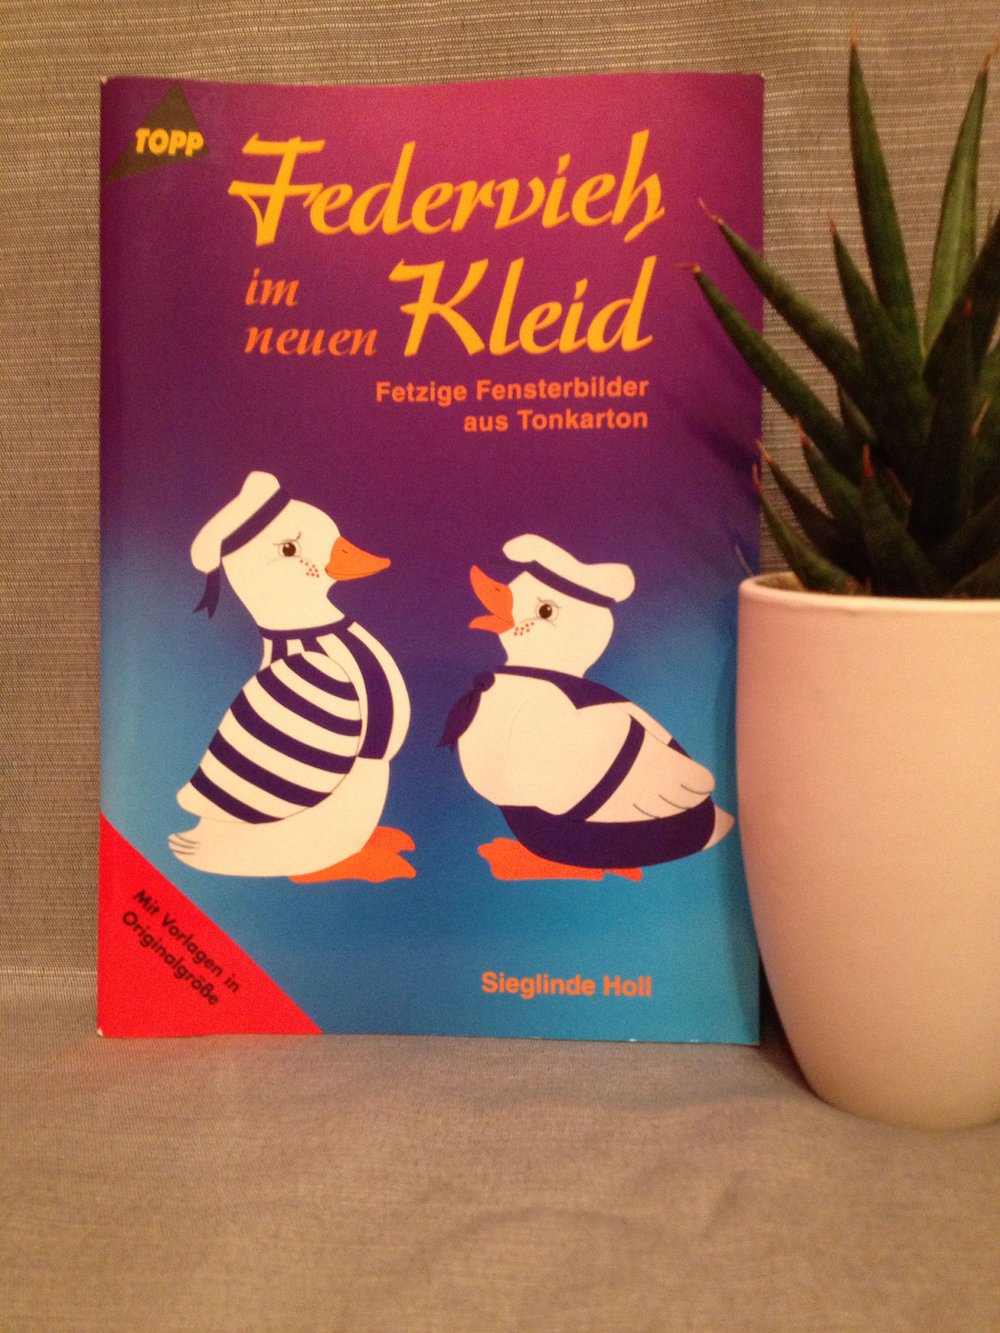 TOPP
Federvieh
im
neuen
Kleid
Fetzige Fensterbilder
aus Tonkarton
Mit Vorlagen in
Originalgröße
Sieglinde Holl